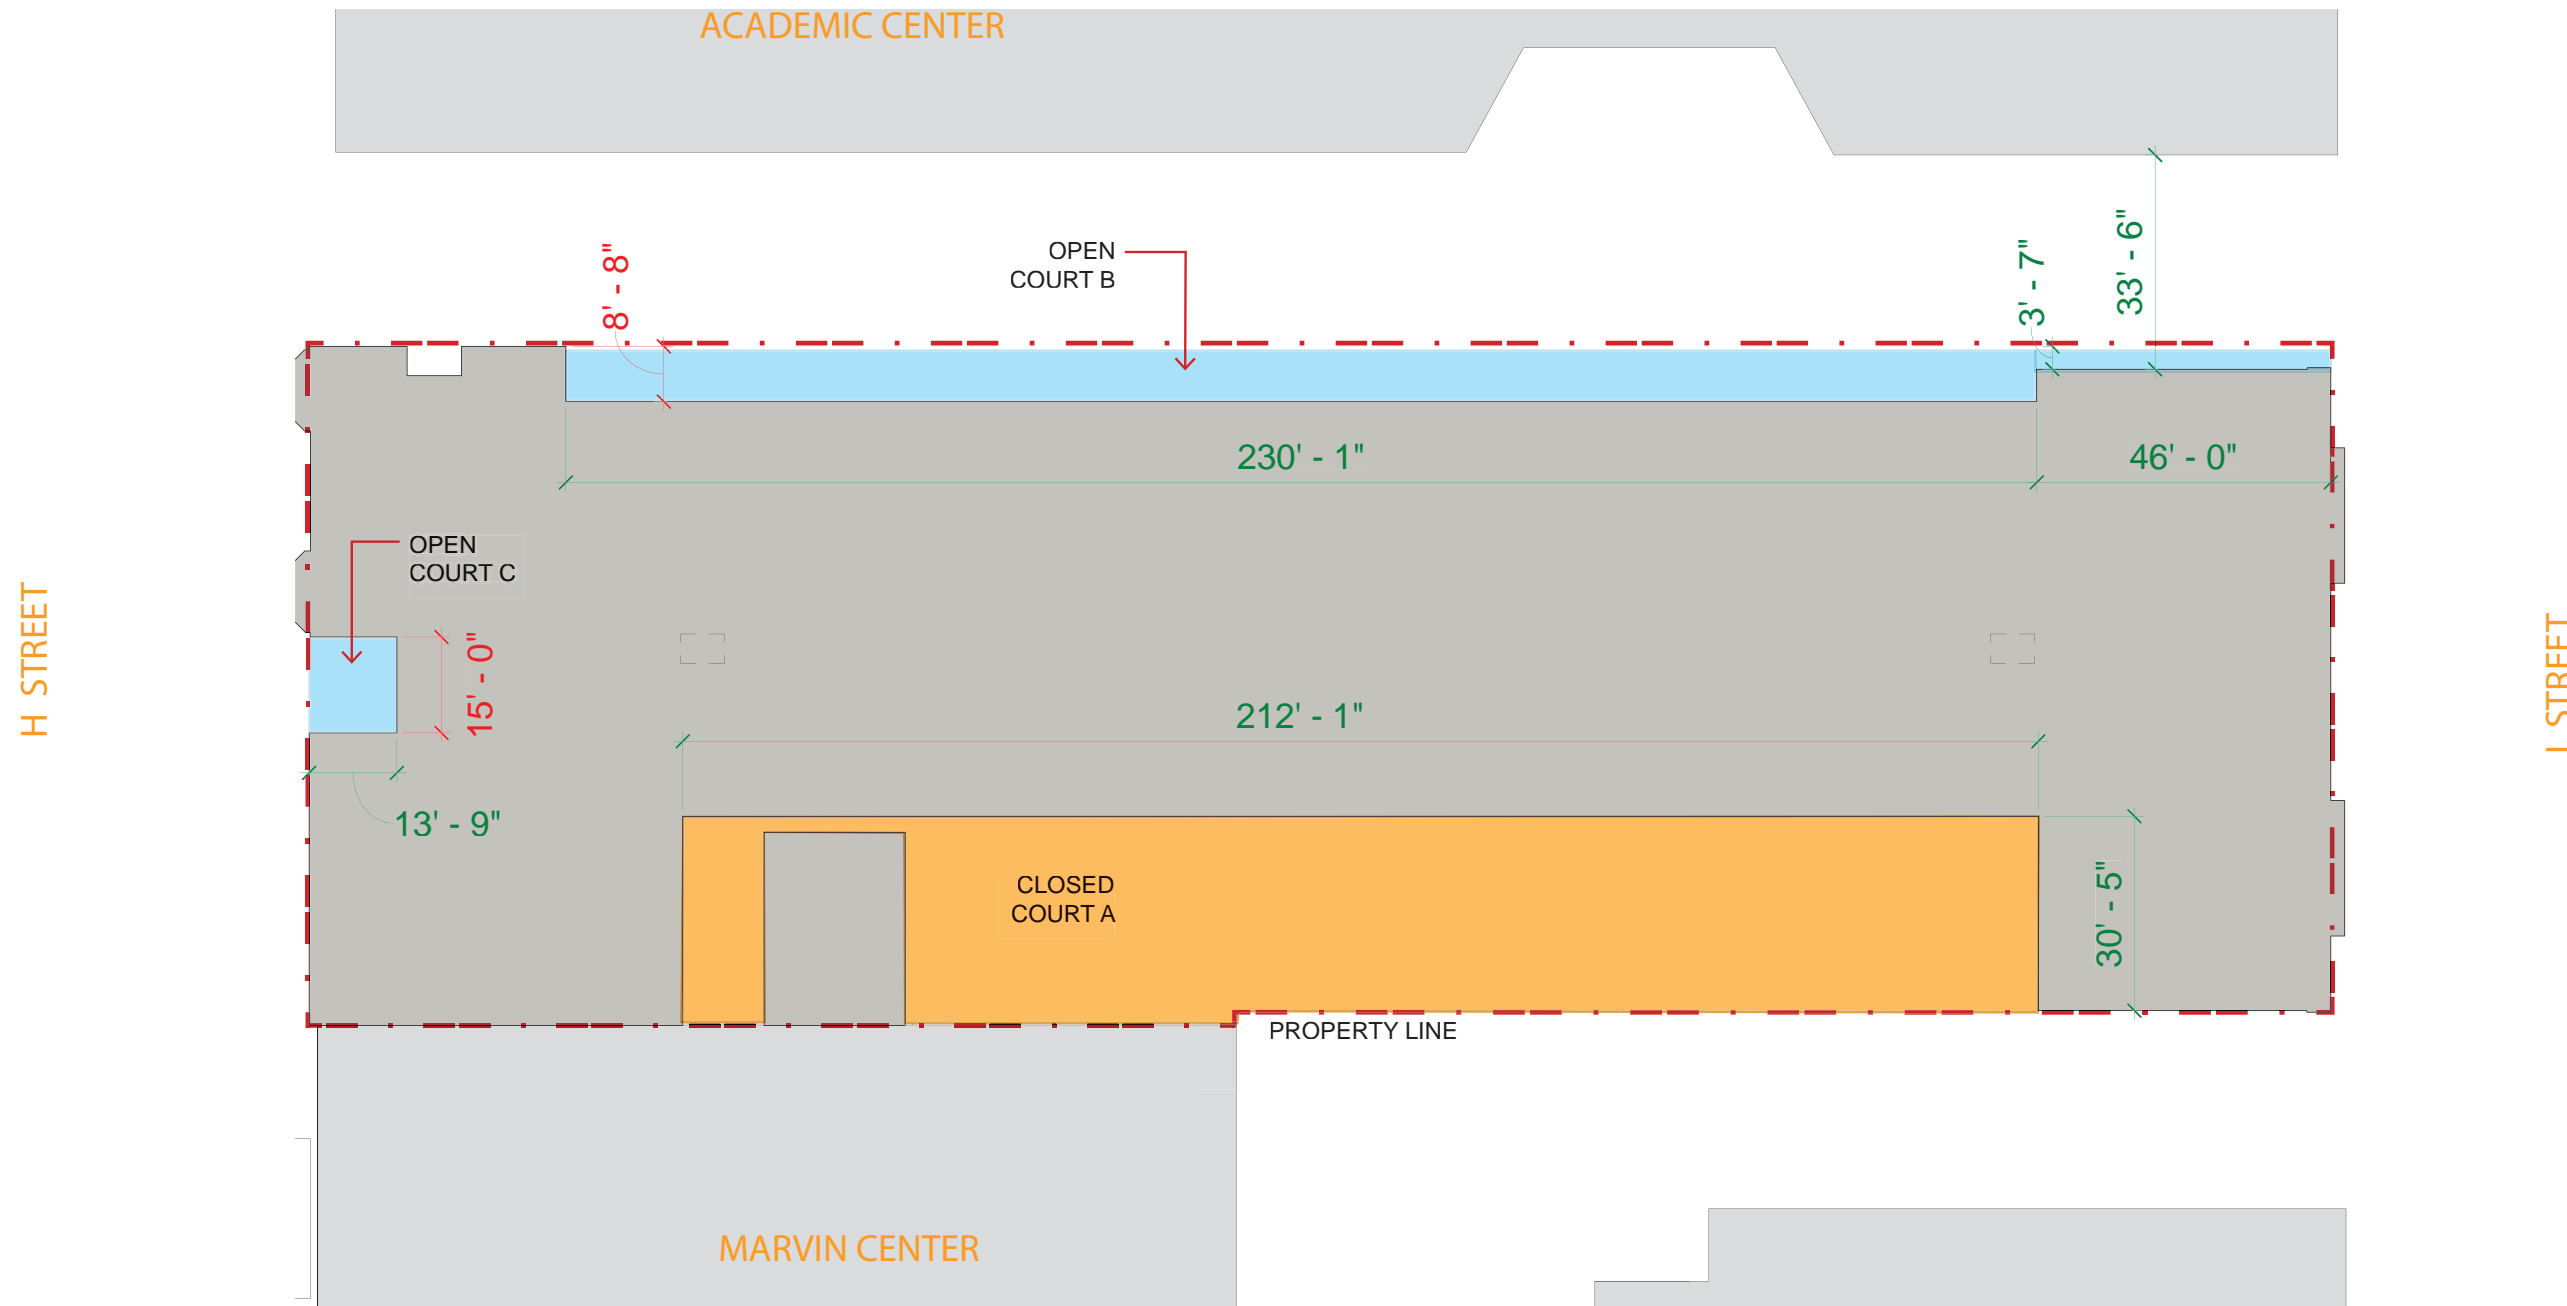 ACADEMIC CENTER
8' - 8"
OPEN
COURT B
3' - 7"
33' - 6"
230' - 1"
46' - 0"
OPEN
COURT C
H STREET
15' - 0"
I STREET
212' - 1"
13' - 9"
CLOSED
COURT A
30' - 5"
PROPERTY LINE
MARVIN CENTER